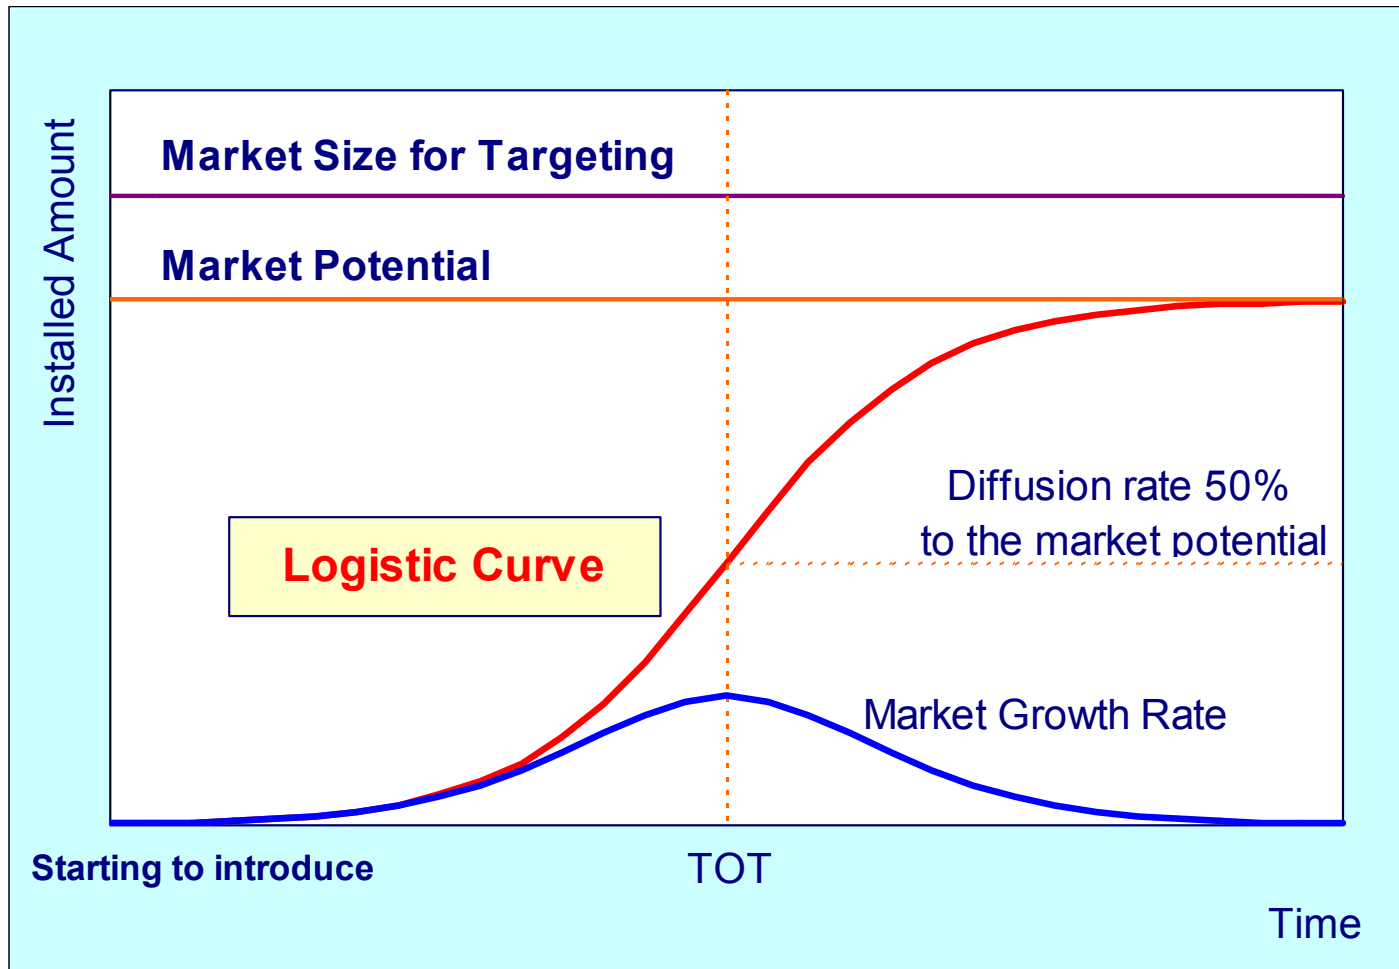 Installed Amount
Market Size for Targeting
Market Potential
Diffusion rate 50%
to the market potential
Logistic Curve
Market Growth Rate
Starting to introduce
TOT
Time